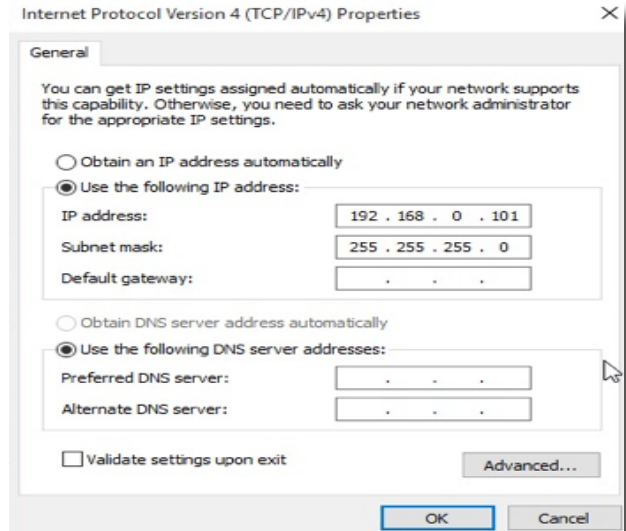 Internet Protocol Version 4 (TCP/IPv4) Properties
General
You can get IP settings assigned automatically if your network supports
this capability. Otherwise, you need to ask your network administrator
for the appropriate IP settings.
Obtain an IP address automatically
Use the following IP address:
IP address: 192 . 168 . 0 . 101
Subnet mask: 255 . 255 . 255 . 0
Default gateway: . . .
Obtain DNS server address automatically
Use the following DNS server addresses:
Preferred DNS server: . . .
Alternate DNS server: . . .
Validate settings upon exit
Advanced...
OK Cancel